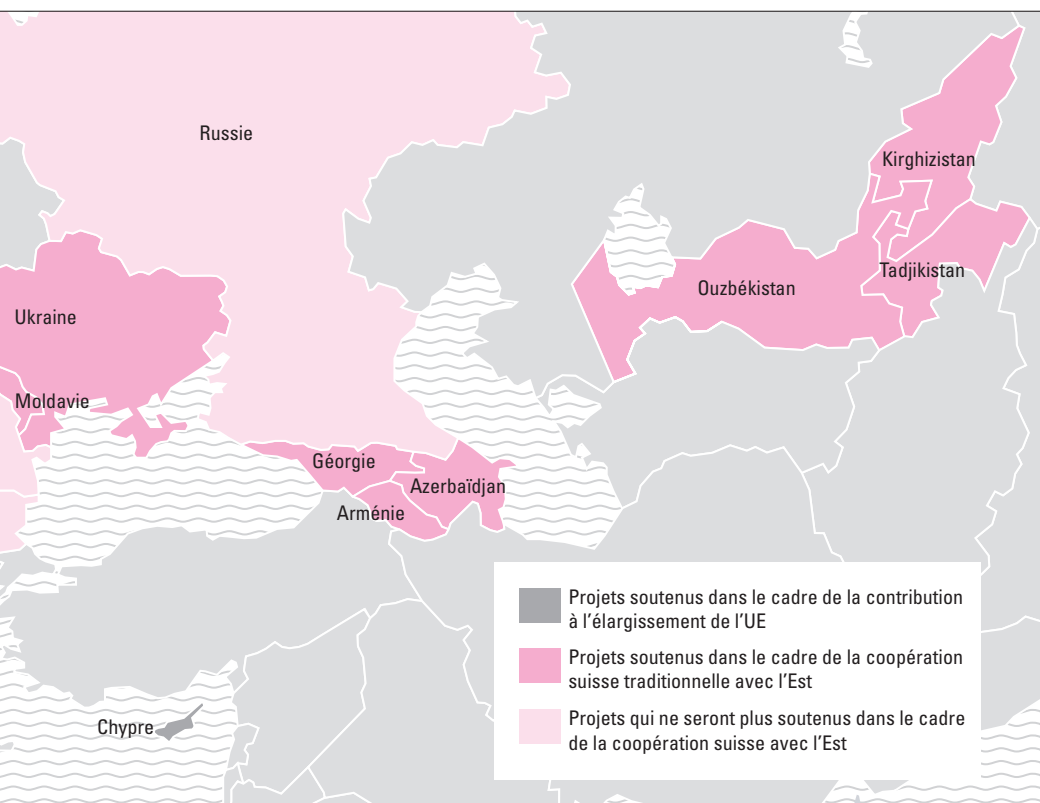 Russie
Kirghizistan
Tadjikistan
Ouzbékistan
Ukraine
Moldavie
Géorgie
Azerbaïdjan
Arménie
Projets soutenus dans le cadre de la contribution
à l'élargissement de l'UE
Projets soutenus dans le cadre de la coopération
suisse traditionnelle avec l'Est
Projets qui ne seront plus soutenus dans le cadre
de la coopération suisse avec l'Est
Chypre